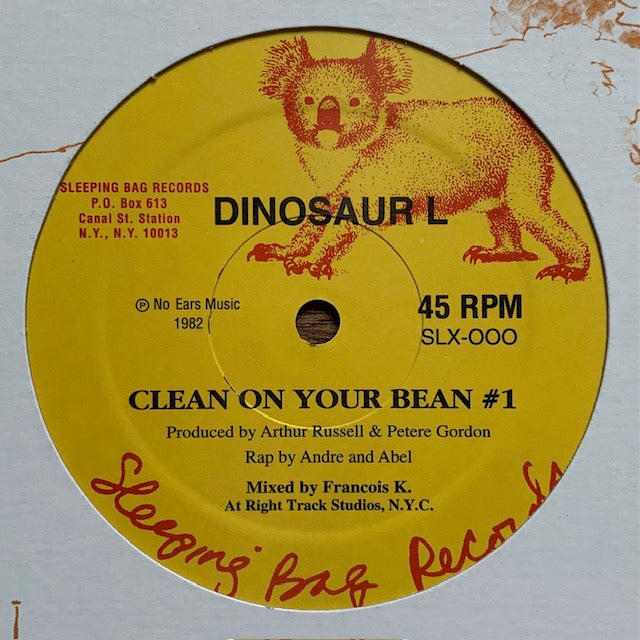 SLEEPING BAG RECORDS
P.O. Box 613
Canal St. Station
N.Y., N.Y. 10013
DINOSAUR L
℗ No Ears Music
1982
45 RPM
SLX-OOO
CLEAN ON YOUR BEAN #1
Produced by Arthur Russell & Petere Gordon
Rap by Andre and Abel
Mixed by Francois K.
At Right Track Studios, N.Y.C.
Sleeping Bag Records